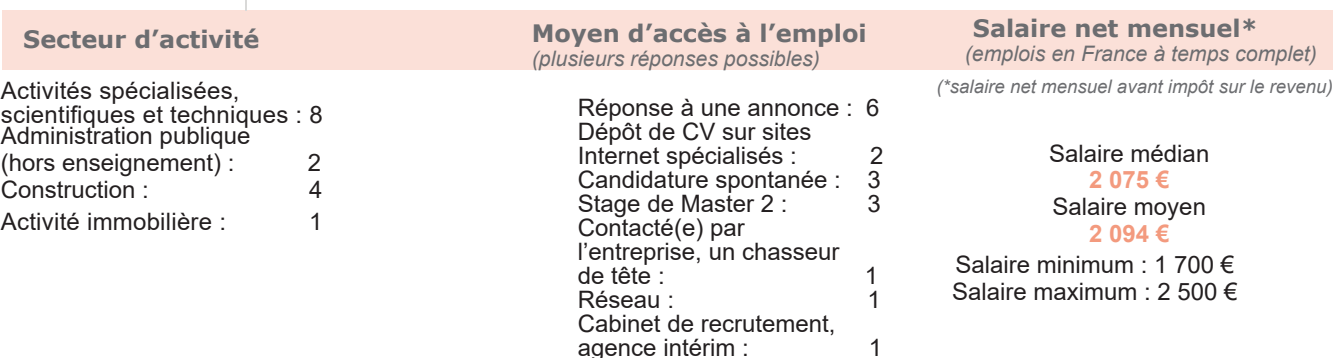 Secteur d’activité
Activités spécialisées,
scientifiques et techniques : 8
Administration publique
(hors enseignement) : 2
Construction : 4
Activité immobilière : 1
Moyen d’accès à l’emploi
(plusieurs réponses possibles)
Réponse à une annonce : 6
Dépôt de CV sur sites
Internet spécialisés : 2
Candidature spontanée : 3
Stage de Master 2 : 3
Contacté(e) par
l’entreprise, un chasseur
de tête : 1
Réseau : 1
Cabinet de recrutement,
agence intérim : 1
Salaire net mensuel*
(emplois en France à temps complet)
(*salaire net mensuel avant impôt sur le revenu)
Salaire médian
2 075 €
Salaire moyen
2 094 €
Salaire minimum : 1 700 €
Salaire maximum : 2 500 €